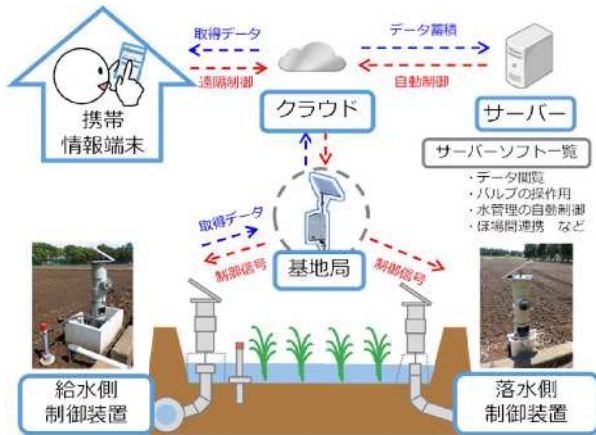 取得データ
データ蓄積
遠隔制御
自動制御
携帯
情報端末
クラウド
サーバー
サーバーソフト一覧
・データ閲覧
・バルブの操作用
・水管理の自動制御
・ほ場間連携 など
取得データ
制御信号
基地局
制御信号
給水側
制御装置
落水側
制御装置